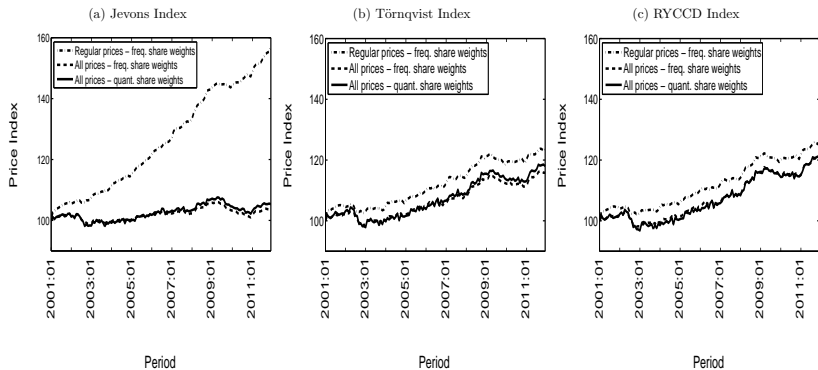 (a) Jevons Index
160
140
120
100
Price Index
Regular prices – freq. share weights
All prices – freq. share weights
All prices – quant. share weights
2001:01
2003:01
2005:01
2007:01
2009:01
2011:01
Period
(b) Törnqvist Index
160
140
120
100
Price Index
Regular prices – freq. share weights
All prices – freq. share weights
All prices – quant. share weights
2001:01
2003:01
2005:01
2007:01
2009:01
2011:01
Period
(c) RYCCD Index
160
140
120
100
Price Index
Regular prices – freq. share weights
All prices – freq. share weights
All prices – quant. share weights
2001:01
2003:01
2005:01
2007:01
2009:01
2011:01
Period